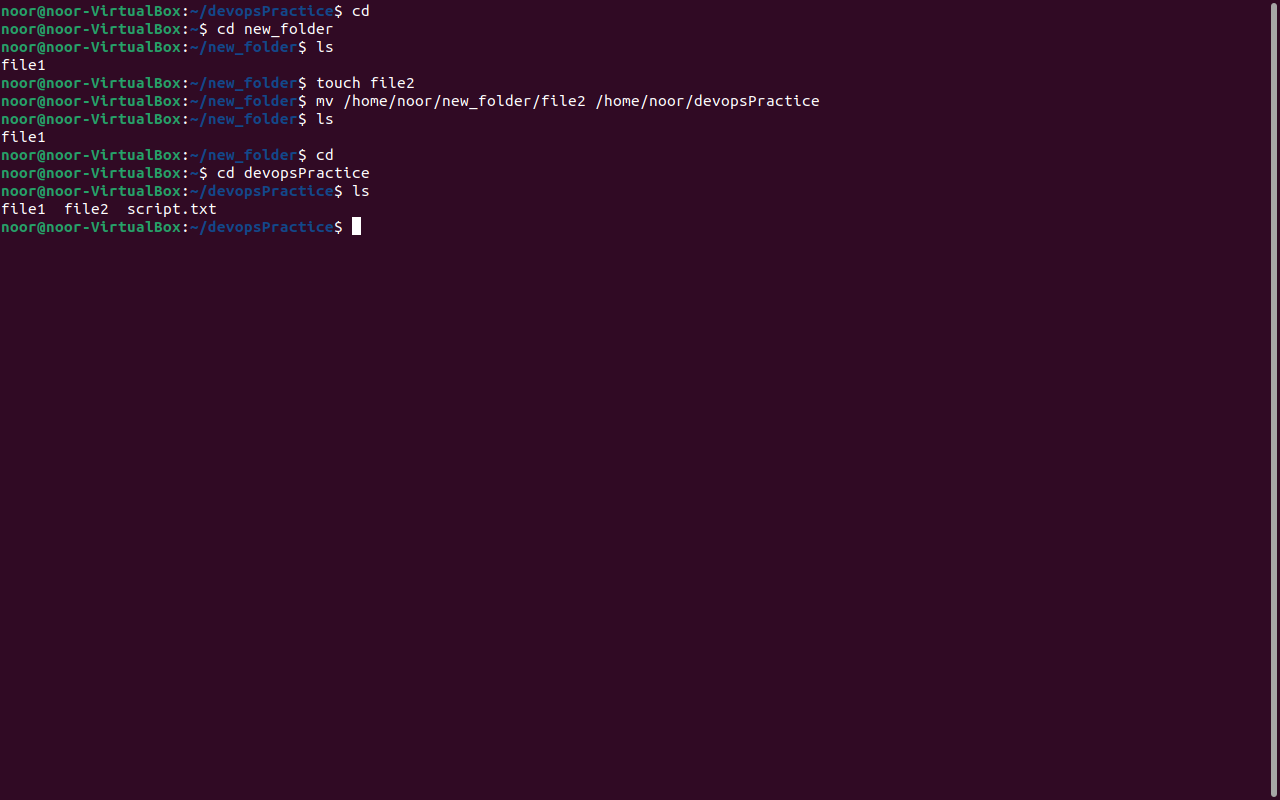 noor@noor-VirtualBox:~/devopsPractice$ cd
noor@noor-VirtualBox:~$ cd new_folder
noor@noor-VirtualBox:~/new_folder$ ls
file1
noor@noor-VirtualBox:~/new_folder$ touch file2
noor@noor-VirtualBox:~/new_folder$ mv /home/noor/new_folder/file2 /home/noor/devopsPractice
noor@noor-VirtualBox:~/new_folder$ ls
file1
noor@noor-VirtualBox:~/new_folder$ cd
noor@noor-VirtualBox:~$ cd devopsPractice
noor@noor-VirtualBox:~/devopsPractice$ ls
file1  file2  script.txt
noor@noor-VirtualBox:~/devopsPractice$